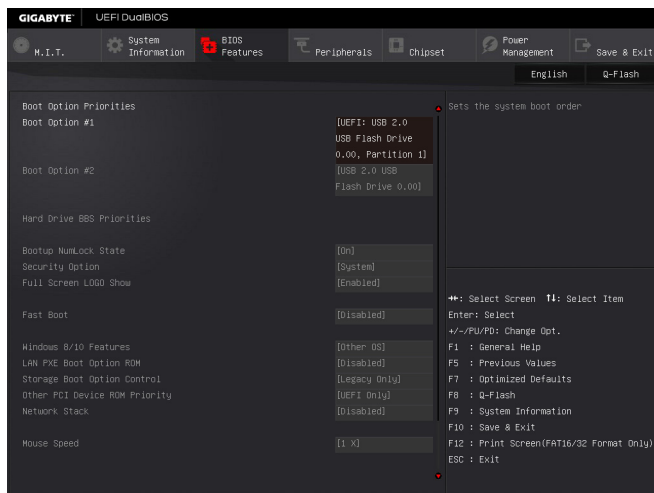 GIGABYTE™ UEFI DualBIOS
M.I.T. System Information BIOS Features Peripherals Chipset Power Management Save & Exit
English Q-Flash
Boot Option Priorities
Boot Option #1 [UEFI: USB 2.0 USB Flash Drive 0.00, Partition 1]
Boot Option #2 [USB 2.0 USB Flash Drive 0.00]
Hard Drive BBS Priorities
Bootup NumLock State [On]
Security Option [System]
Full Screen LOGO Show [Enabled]
Fast Boot [Disabled]
Windows 8/10 Features [Other OS]
LAN PXE Boot Option ROM [Disabled]
Storage Boot Option Control [Legacy Only]
Other PCI Device ROM Priority [UEFI Only]
Network Stack [Disabled]
Mouse Speed [1 X]
Sets the system boot order
→←: Select Screen ↑↓: Select Item
Enter: Select
+/-/PU/PD: Change Opt.
F1 : General Help
F5 : Previous Values
F7 : Optimized Defaults
F8 : Q-Flash
F9 : System Information
F10 : Save & Exit
F12 : Print Screen(FAT16/32 Format Only)
ESC : Exit